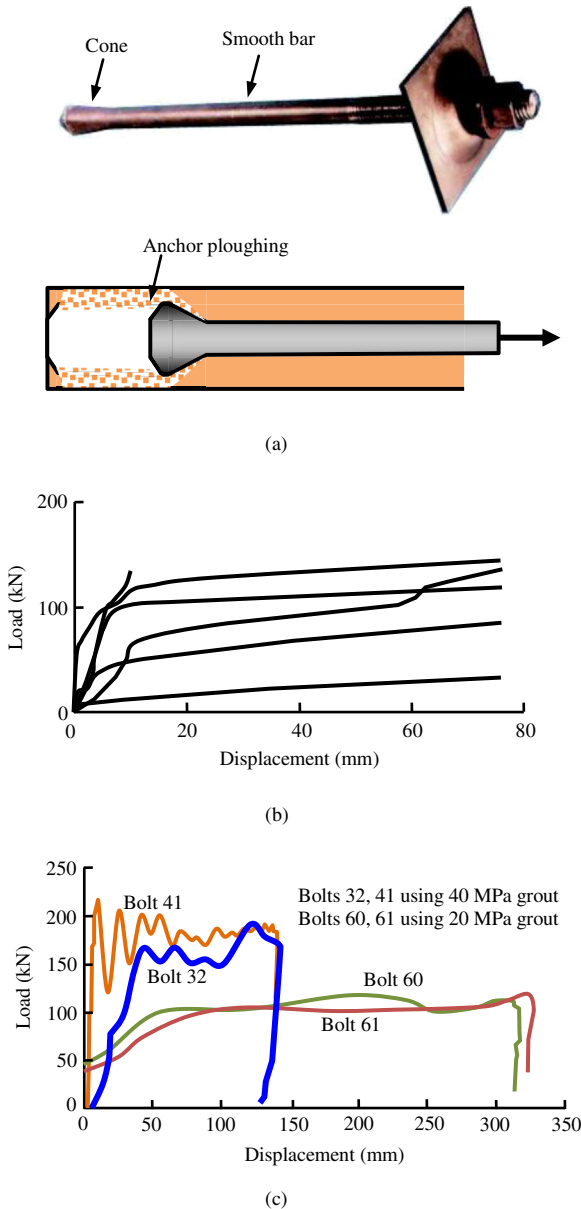 Cone
Smooth bar
Anchor ploughing
(a)
200
100
0
Load (kN)
0
20
40
60
80
Displacement (mm)
(b)
250
200
150
100
50
0
Load (kN)
Bolt 41
Bolt 32
Bolts 32, 41 using 40 MPa grout
Bolts 60, 61 using 20 MPa grout
Bolt 60
Bolt 61
0
50
100
150
200
250
300
350
Displacement (mm)
(c)